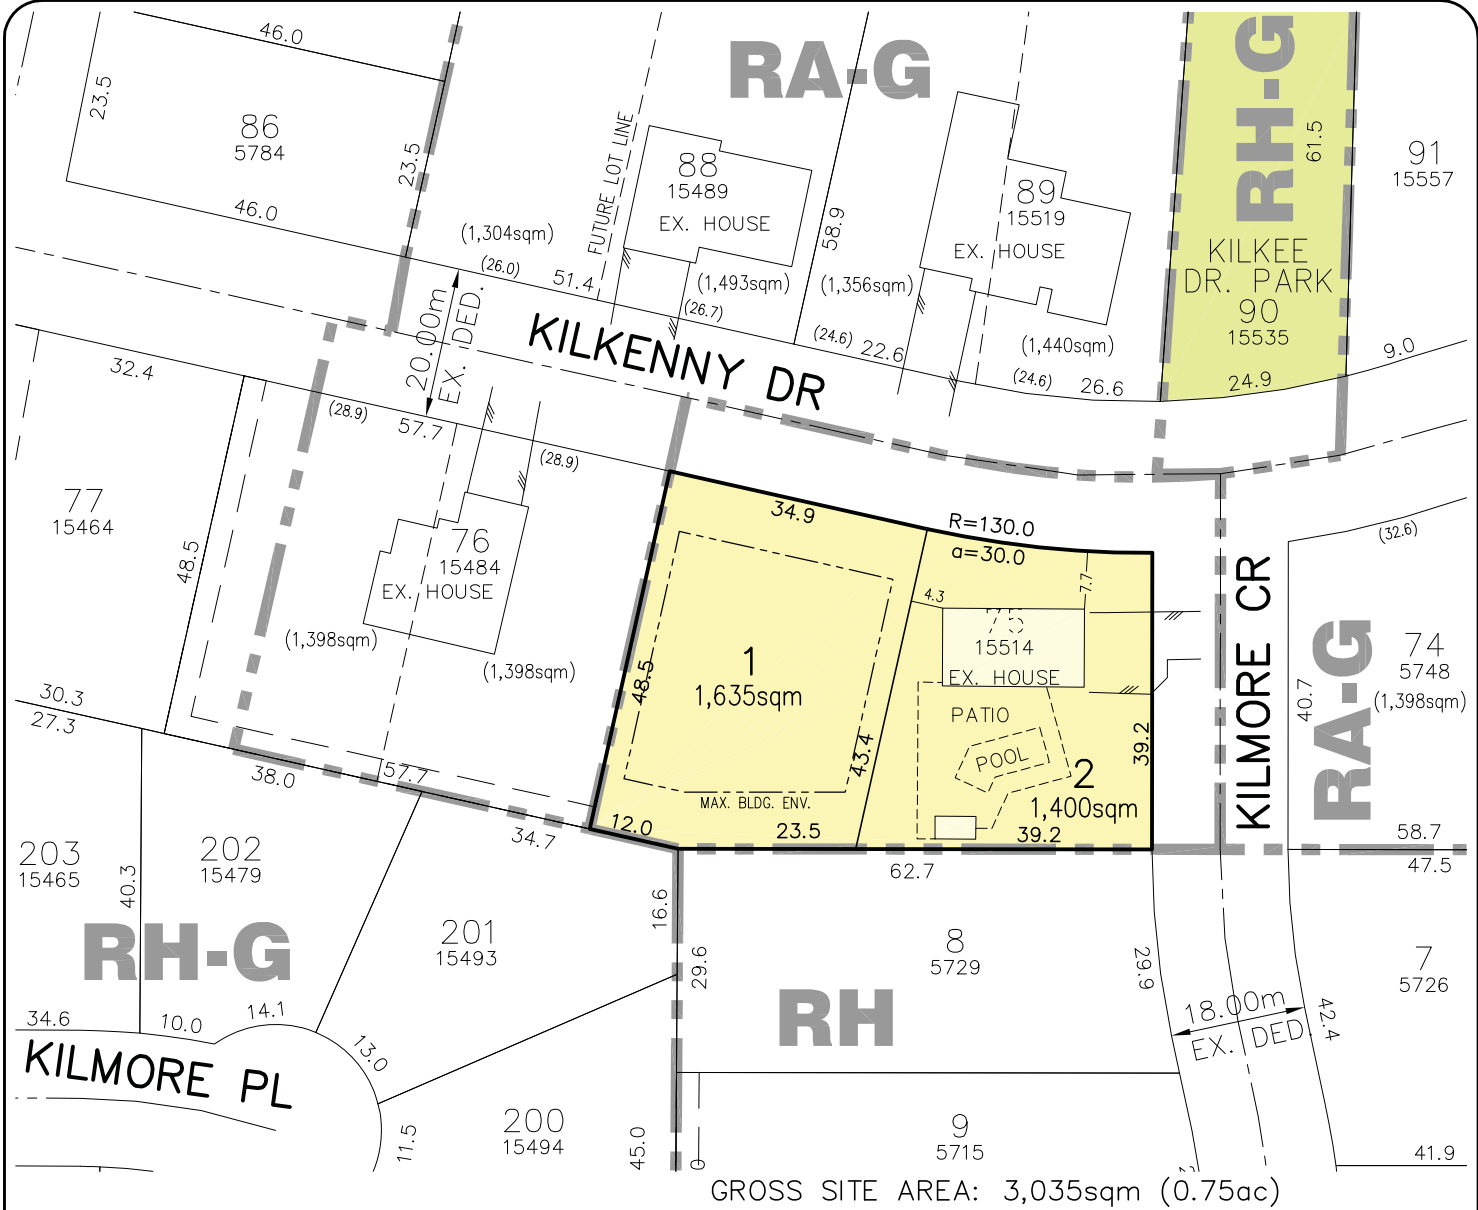 46.0
23.5
86
5784
23.5
46.0
RA-G
FUTURE LOT LINE
88
15489
EX. HOUSE
(1,304sqm)
(26.0)
51.4
(1,493sqm)
(26.7)
58.9
(1,356sqm)
(24.6)
22.6
89
15519
EX. HOUSE
(1,440sqm)
(24.6)
26.6
RH-G
61.5
KILKEE
DR. PARK
90
15535
24.9
91
15557
9.0
20.00m
EX. DED.
KILKENNY DR
32.4
(28.9)
57.7
(28.9)
77
15464
48.5
76
15484
EX. HOUSE
(1,398sqm)
(1,398sqm)
30.3
27.3
38.0
57.7
34.7
34.9
R=130.0
a=30.0
7.7
4.3
75
15514
EX. HOUSE
1
1,635sqm
48.5
43.4
PATIO
POOL
2
1,400sqm
39.2
MAX. BLDG. ENV.
12.0
23.5
39.2
62.7
KILMORE CR
(32.6)
40.7
RA-G
74
5748
(1,398sqm)
58.7
47.5
203
15465
40.3
202
15479
RH-G
201
15493
16.6
29.6
8
5729
29.9
RH
7
5726
18.00m
EX. DED.
42.4
34.6
10.0
14.1
13.0
KILMORE PL
11.5
200
15494
45.0
9
5715
41.9
GROSS SITE AREA: 3,035sqm (0.75ac)